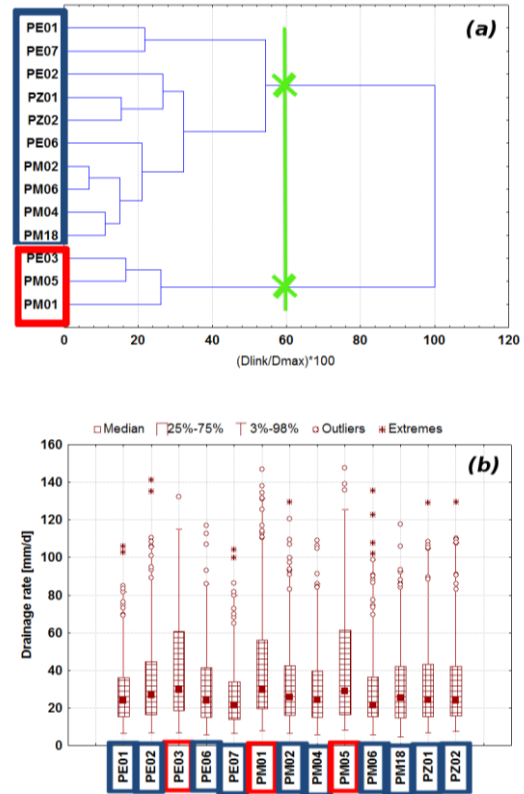 (a)
PE01
PE07
PE02
PZ01
PZ02
PE06
PM02
PM06
PM04
PM18
PE03
PM05
PM01
0 20 40 60 80 100 120
(Dlink/Dmax)*100
Median 25%-75% 3%-98% Outliers Extremes
(b)
160
140
120
100
80
60
40
20
0
Drainage rate [mm/d]
PE01 PE02 PE03 PE06 PE07 PM01 PM02 PM04 PM05 PM06 PM18 PZ01 PZ02